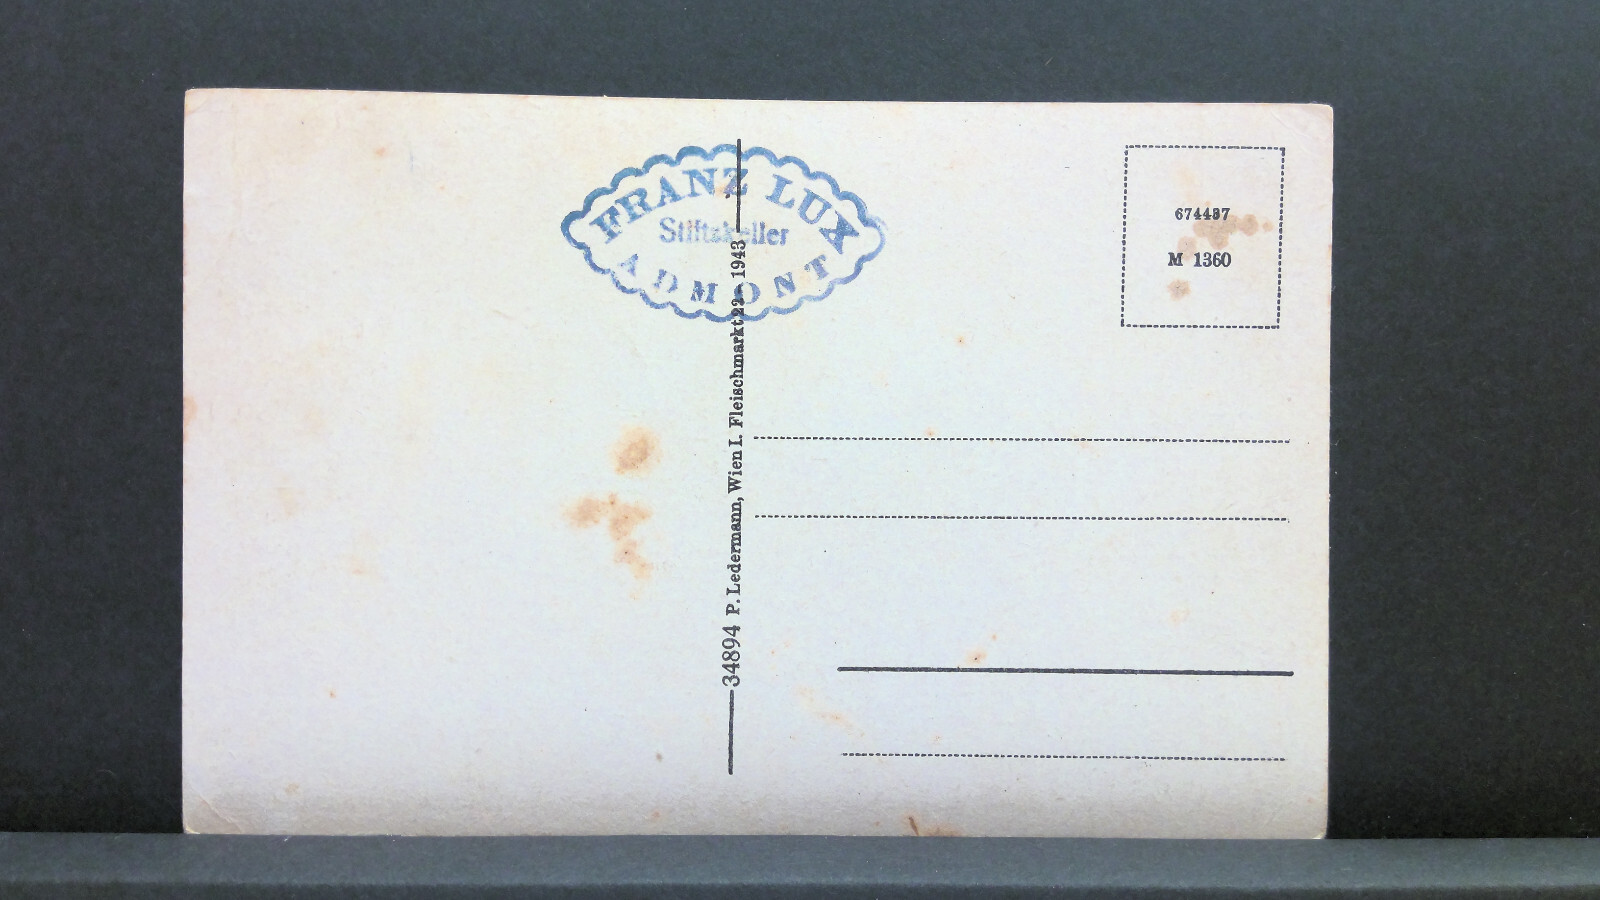 FRANZ LUX
Stiftskeller
ADMONT
34894 P. Ledermann, Wien I. Fleischmarkt 22 - 1943
674437
M 1360